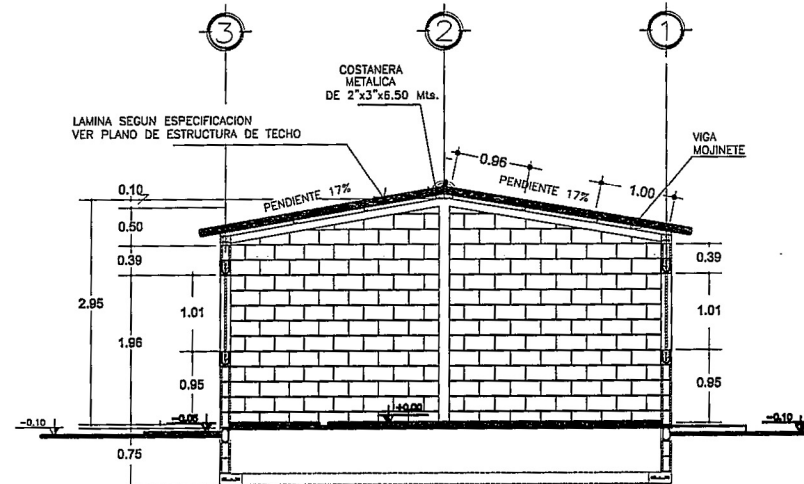 3
2
1
COSTANERA
METALICA
DE 2"x3"x6.50 Mts.
LAMINA SEGUN ESPECIFICACION
VER PLANO DE ESTRUCTURA DE TECHO
VIGA
MOJINETE
0.96
PENDIENTE 17%
PENDIENTE 17%
1.00
0.10
0.50
0.39
0.39
2.95
1.01
1.01
1.96
0.95
0.95
-0.10
-0.05
+0.00
-0.10
0.75